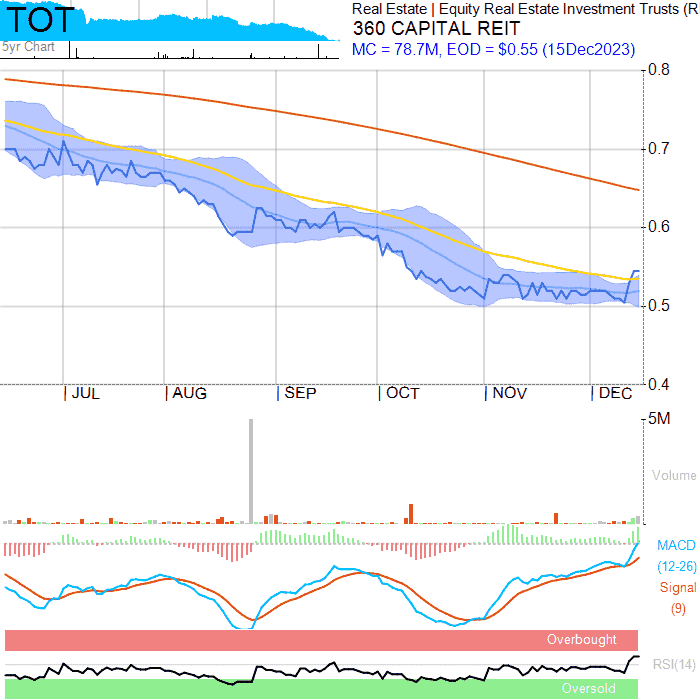 TOT
5yr Chart
Real Estate | Equity Real Estate Investment Trusts (R
360 CAPITAL REIT
MC = 78.7M, EOD = $0.55 (15Dec2023)
0.8
0.7
0.6
0.5
0.4
JUL AUG SEP OCT NOV DEC
5M
Volume
MACD
(12-26)
Signal
(9)
Overbought
RSI(14)
Oversold